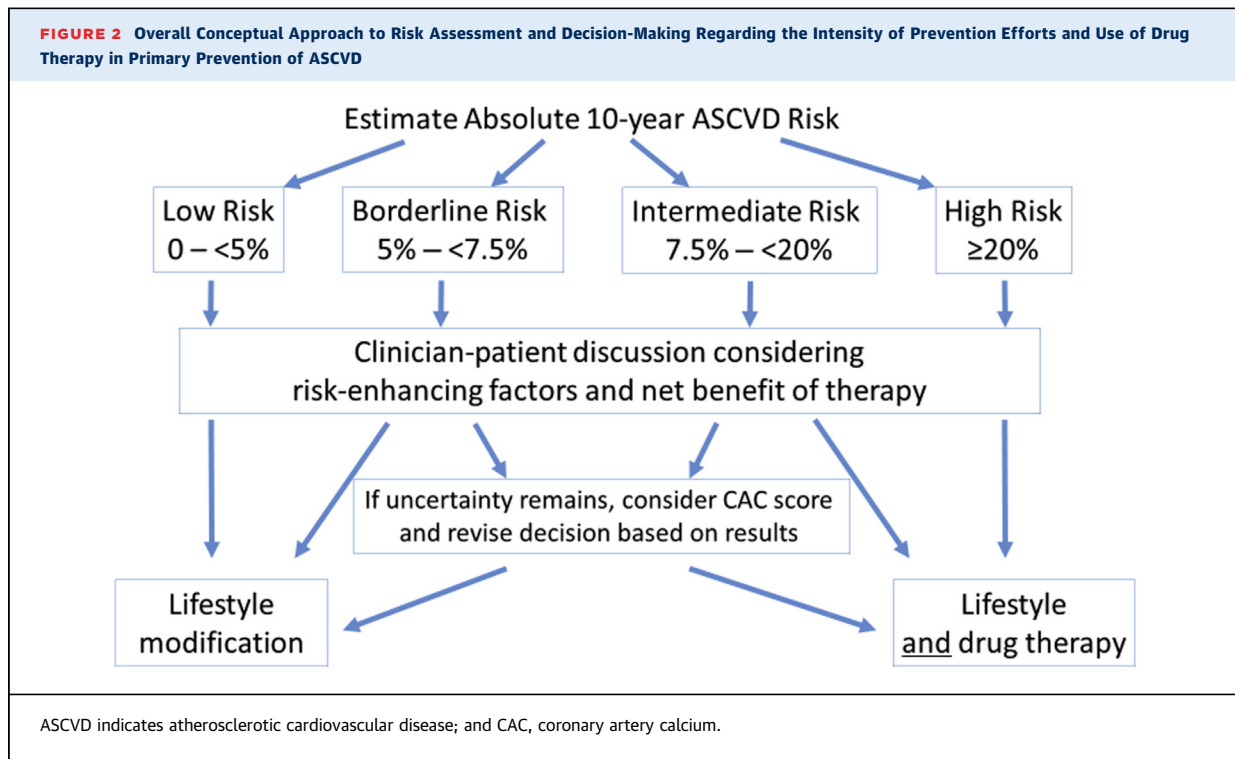 FIGURE 2 Overall Conceptual Approach to Risk Assessment and Decision-Making Regarding the Intensity of Prevention Efforts and Use of Drug
Therapy in Primary Prevention of ASCVD
Estimate Absolute 10-year ASCVD Risk
Low Risk
0 – <5%
Borderline Risk
5% – <7.5%
Intermediate Risk
7.5% – <20%
High Risk
≥20%
Clinician-patient discussion considering
risk-enhancing factors and net benefit of therapy
If uncertainty remains, consider CAC score
and revise decision based on results
Lifestyle
modification
Lifestyle
and drug therapy
ASCVD indicates atherosclerotic cardiovascular disease; and CAC, coronary artery calcium.